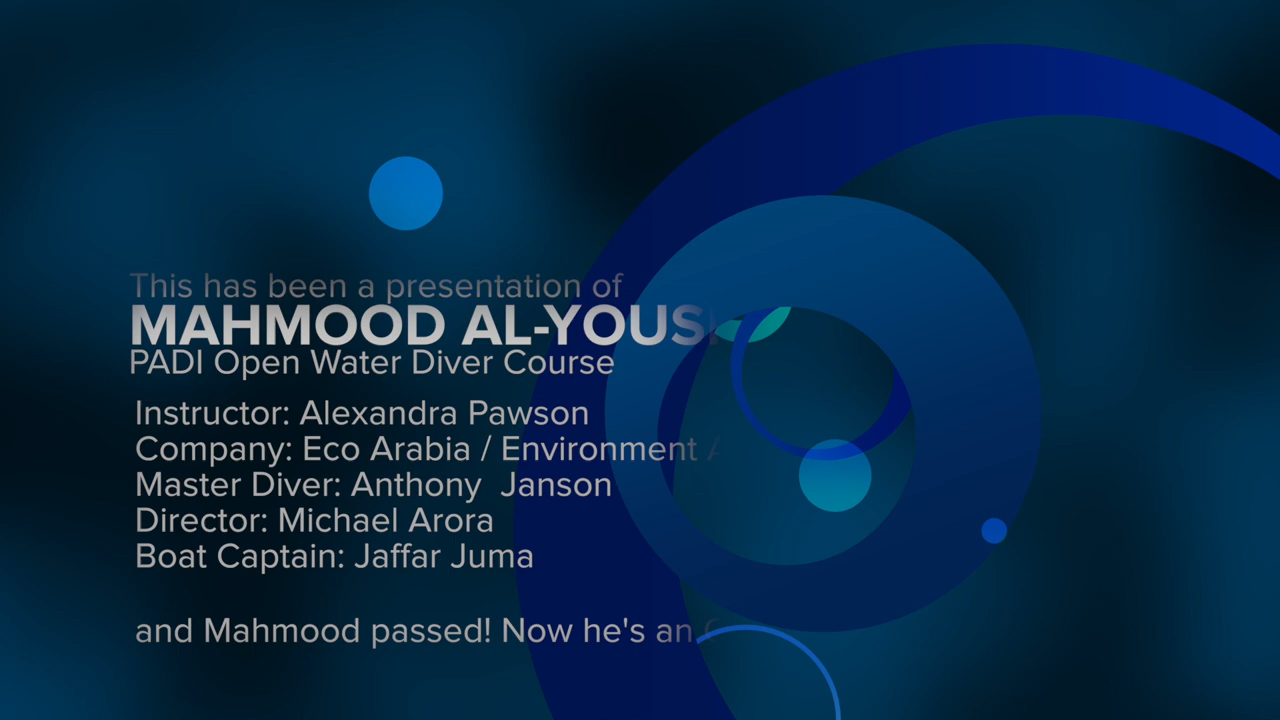 This has been a presentation of
MAHMOOD AL-YOUS
PADI Open Water Diver Course
Instructor: Alexandra Pawson
Company: Eco Arabia / Environment
Master Diver: Anthony Janson
Director: Michael Arora
Boat Captain: Jaffar Juma
and Mahmood passed! Now he's an